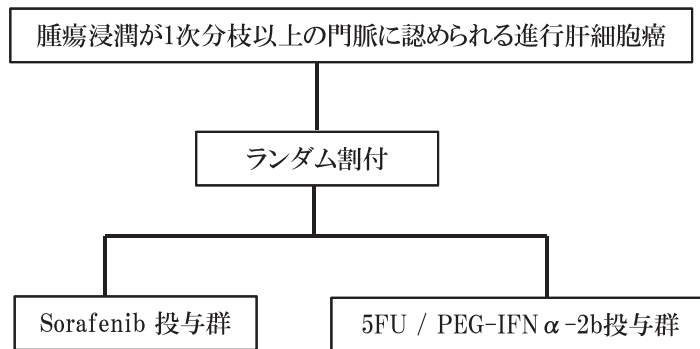 腫瘍浸潤が1次分枝以上の門脈に認められる進行肝細胞癌
ランダム割付
Sorafenib 投与群
5FU / PEG-IFNα-2b投与群